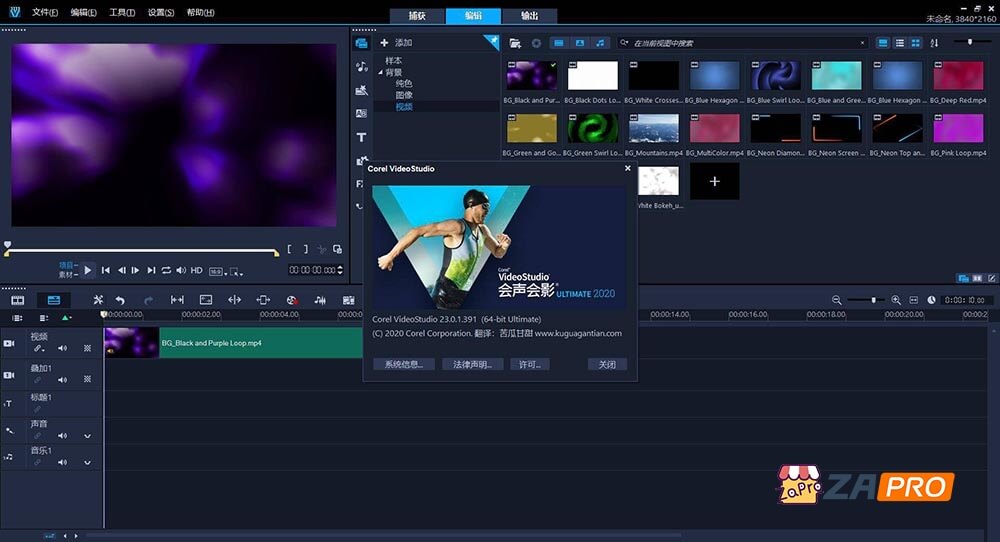 文件(F) 编辑(E) 工具(T) 设置(S) 帮助(H)
捕获 编辑 输出
未命名, 3840*2160
添加
在当前视图中搜索
样本
背景
纯色
图像
视频
BG_Black and Pur...
BG_Black Dots Lo...
BG_White Crosses...
BG_Blue Hexagon ...
BG_Blue Swirl Loo...
BG_Blue and Gree...
BG_Blue Hexagon ...
BG_Deep Red.mp4
BG_Green and Go...
BG_Green Swirl Lo...
BG_Mountains.mp4
BG_MultiColor.mp4
BG_Neon Diamon...
BG_Neon Screen ...
BG_Neon Top an...
BG_Pink Loop.mp4
White Bokeh_u...
Corel VideoStudio
Corel
VideoStudio
会声会影 ULTIMATE 2020
Corel VideoStudio 23.0.1.391 (64-bit Ultimate)
(C) 2020 Corel Corporation. 翻译：苦瓜甘甜 www.kuguagantian.com
系统信息... 法律声明... 许可... 关闭
项目
素材
HD
16:9
00:00:00.000
0:00:10.00
00:00:00.00 00:00:02.00 00:00:04.00 00:00:14.00 00:00:16.00 00:00:18.00 00:00:20.00
视频
BG_Black and Purple Loop.mp4
叠加1
标题1
声音
音乐1
Za.Pro
ZA PRO